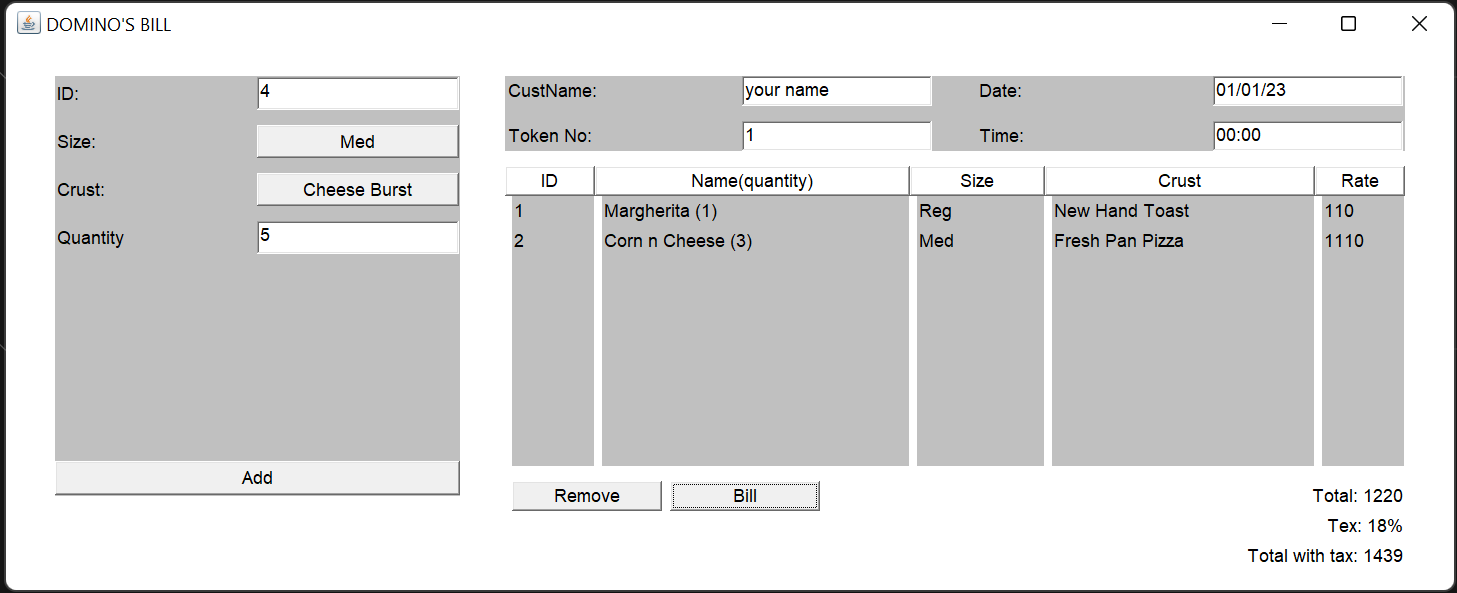 DOMINO'S BILL
ID: 4
Size: Med
Crust: Cheese Burst
Quantity 5
Add
CustName: your name Date: 01/01/23
Token No: 1 Time: 00:00
ID Name(quantity) Size Crust Rate
1 Margherita (1) Reg New Hand Toast 110
2 Corn n Cheese (3) Med Fresh Pan Pizza 1110
Remove Bill Total: 1220
Tex: 18%
Total with tax: 1439